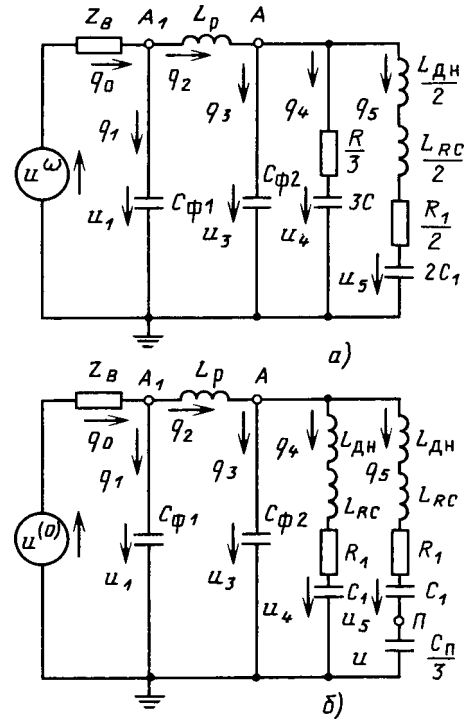 Z_B A_1 L_p A
q_0 q_2
q_1 q_3 q_4 q_5
L_ДН/2
L_RC/2
u^ω
R/3
R_1/2
C_ф1 C_ф2 3C
u_1 u_3 u_4 u_5 2C_1
а)
Z_B A_1 L_p A
q_0 q_2
q_1 q_3 q_4 L_ДН q_5 L_ДН
L_RC L_RC
u^(0)
C_ф1 C_ф2 R_1 R_1
u_1 u_3 C_1 C_1
u_4 u_5 П
u C_П/3
б)